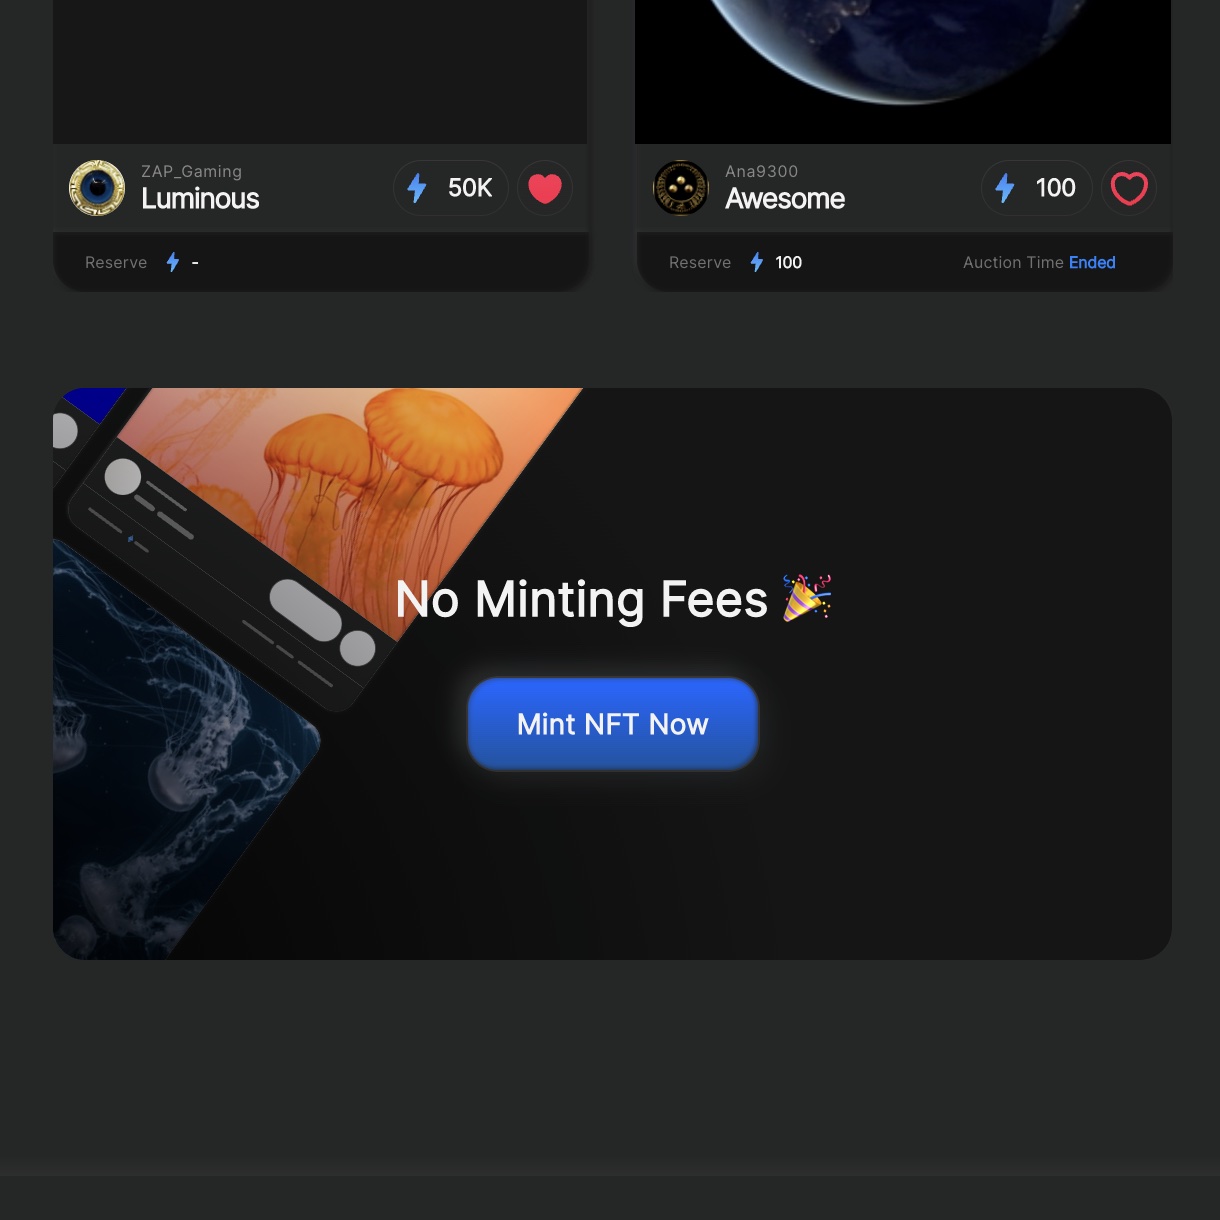 ZAP_Gaming
Luminous
50K
Reserve -
Ana9300
Awesome
100
Reserve 100
Auction Time Ended
No Minting Fees 🎉
Mint NFT Now